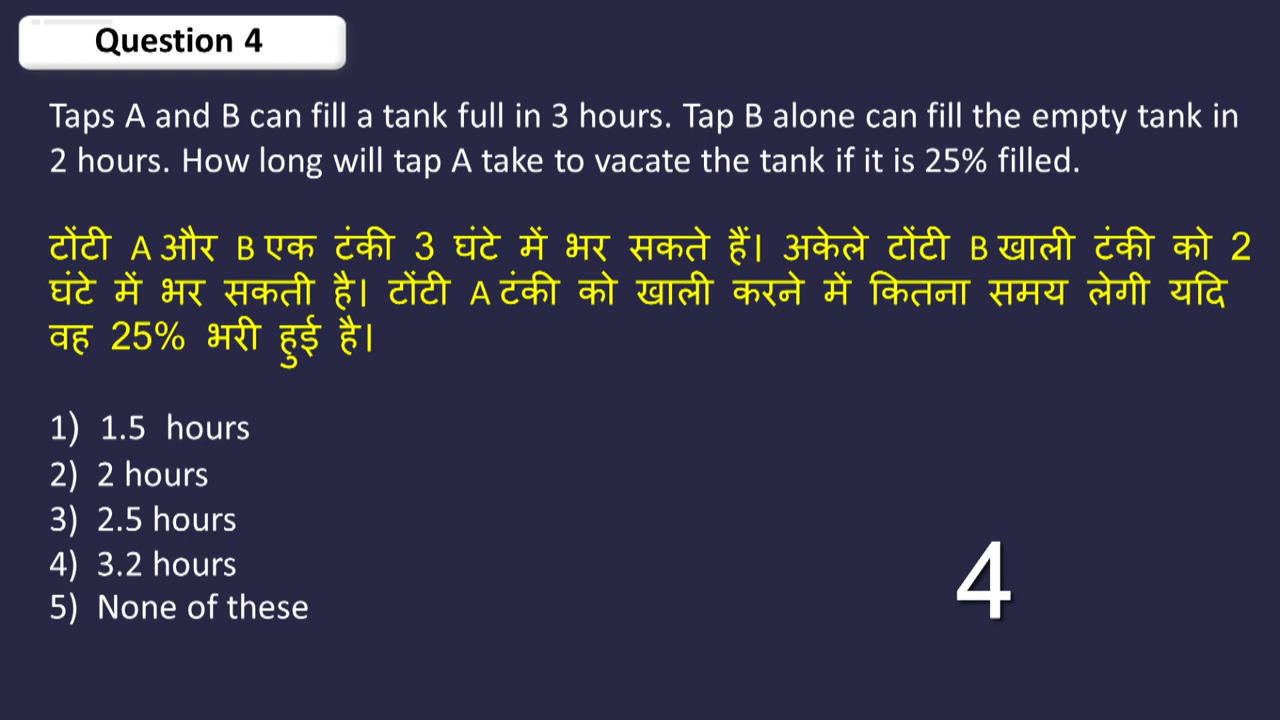 Question 4
Taps A and B can fill a tank full in 3 hours. Tap B alone can fill the empty tank in
2 hours. How long will tap A take to vacate the tank if it is 25% filled.
टोंटी A और B एक टंकी 3 घंटे में भर सकते हैं। अकेले टोंटी B खाली टंकी को 2
घंटे में भर सकती है। टोंटी A टंकी को खाली करने में कितना समय लेगी यदि
वह 25% भरी हुई है।
1) 1.5 hours
2) 2 hours
3) 2.5 hours
4) 3.2 hours
5) None of these
4